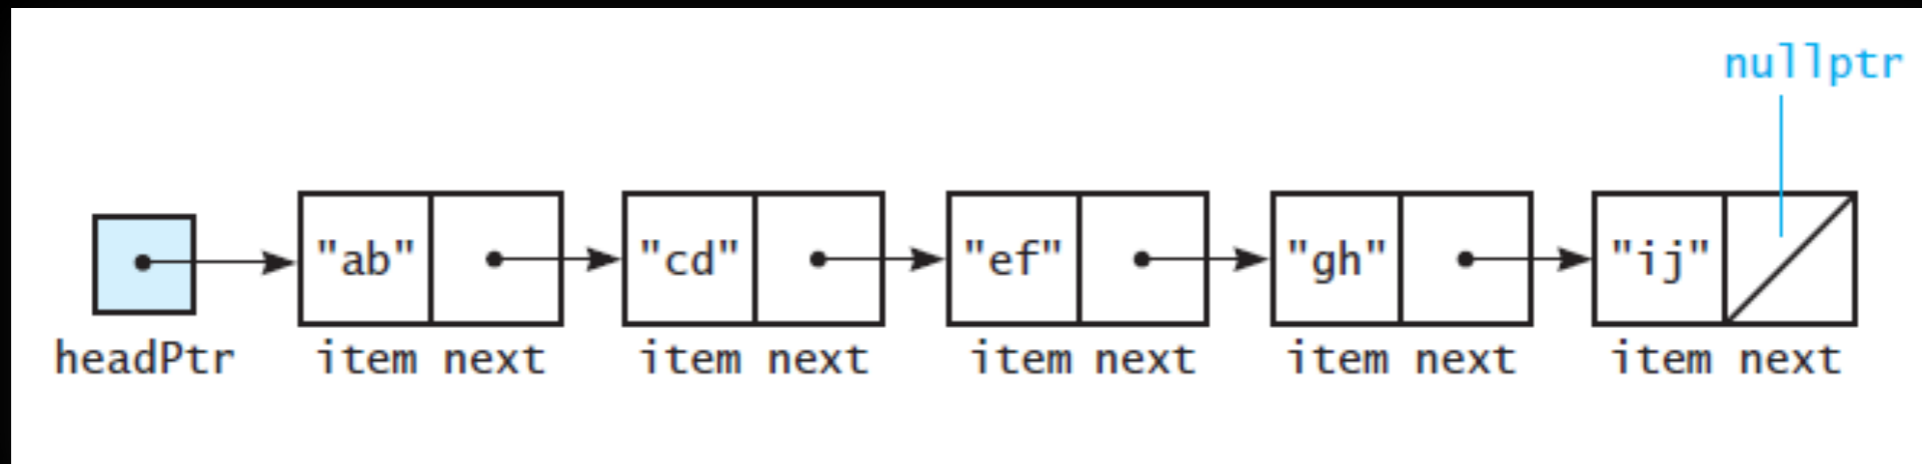 nullptr
"ab" "cd" "ef" "gh" "ij"
headPtr item next item next item next item next item next